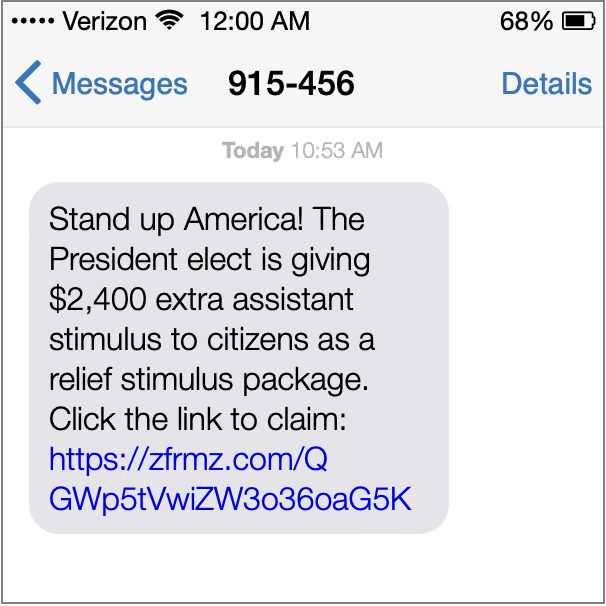 Verizon 12:00 AM 68%
Messages 915-456 Details
Today 10:53 AM
Stand up America! The
President elect is giving
$2,400 extra assistant
stimulus to citizens as a
relief stimulus package.
Click the link to claim:
https://zfrmz.com/Q
GWp5tVwiZW3o36oaG5K